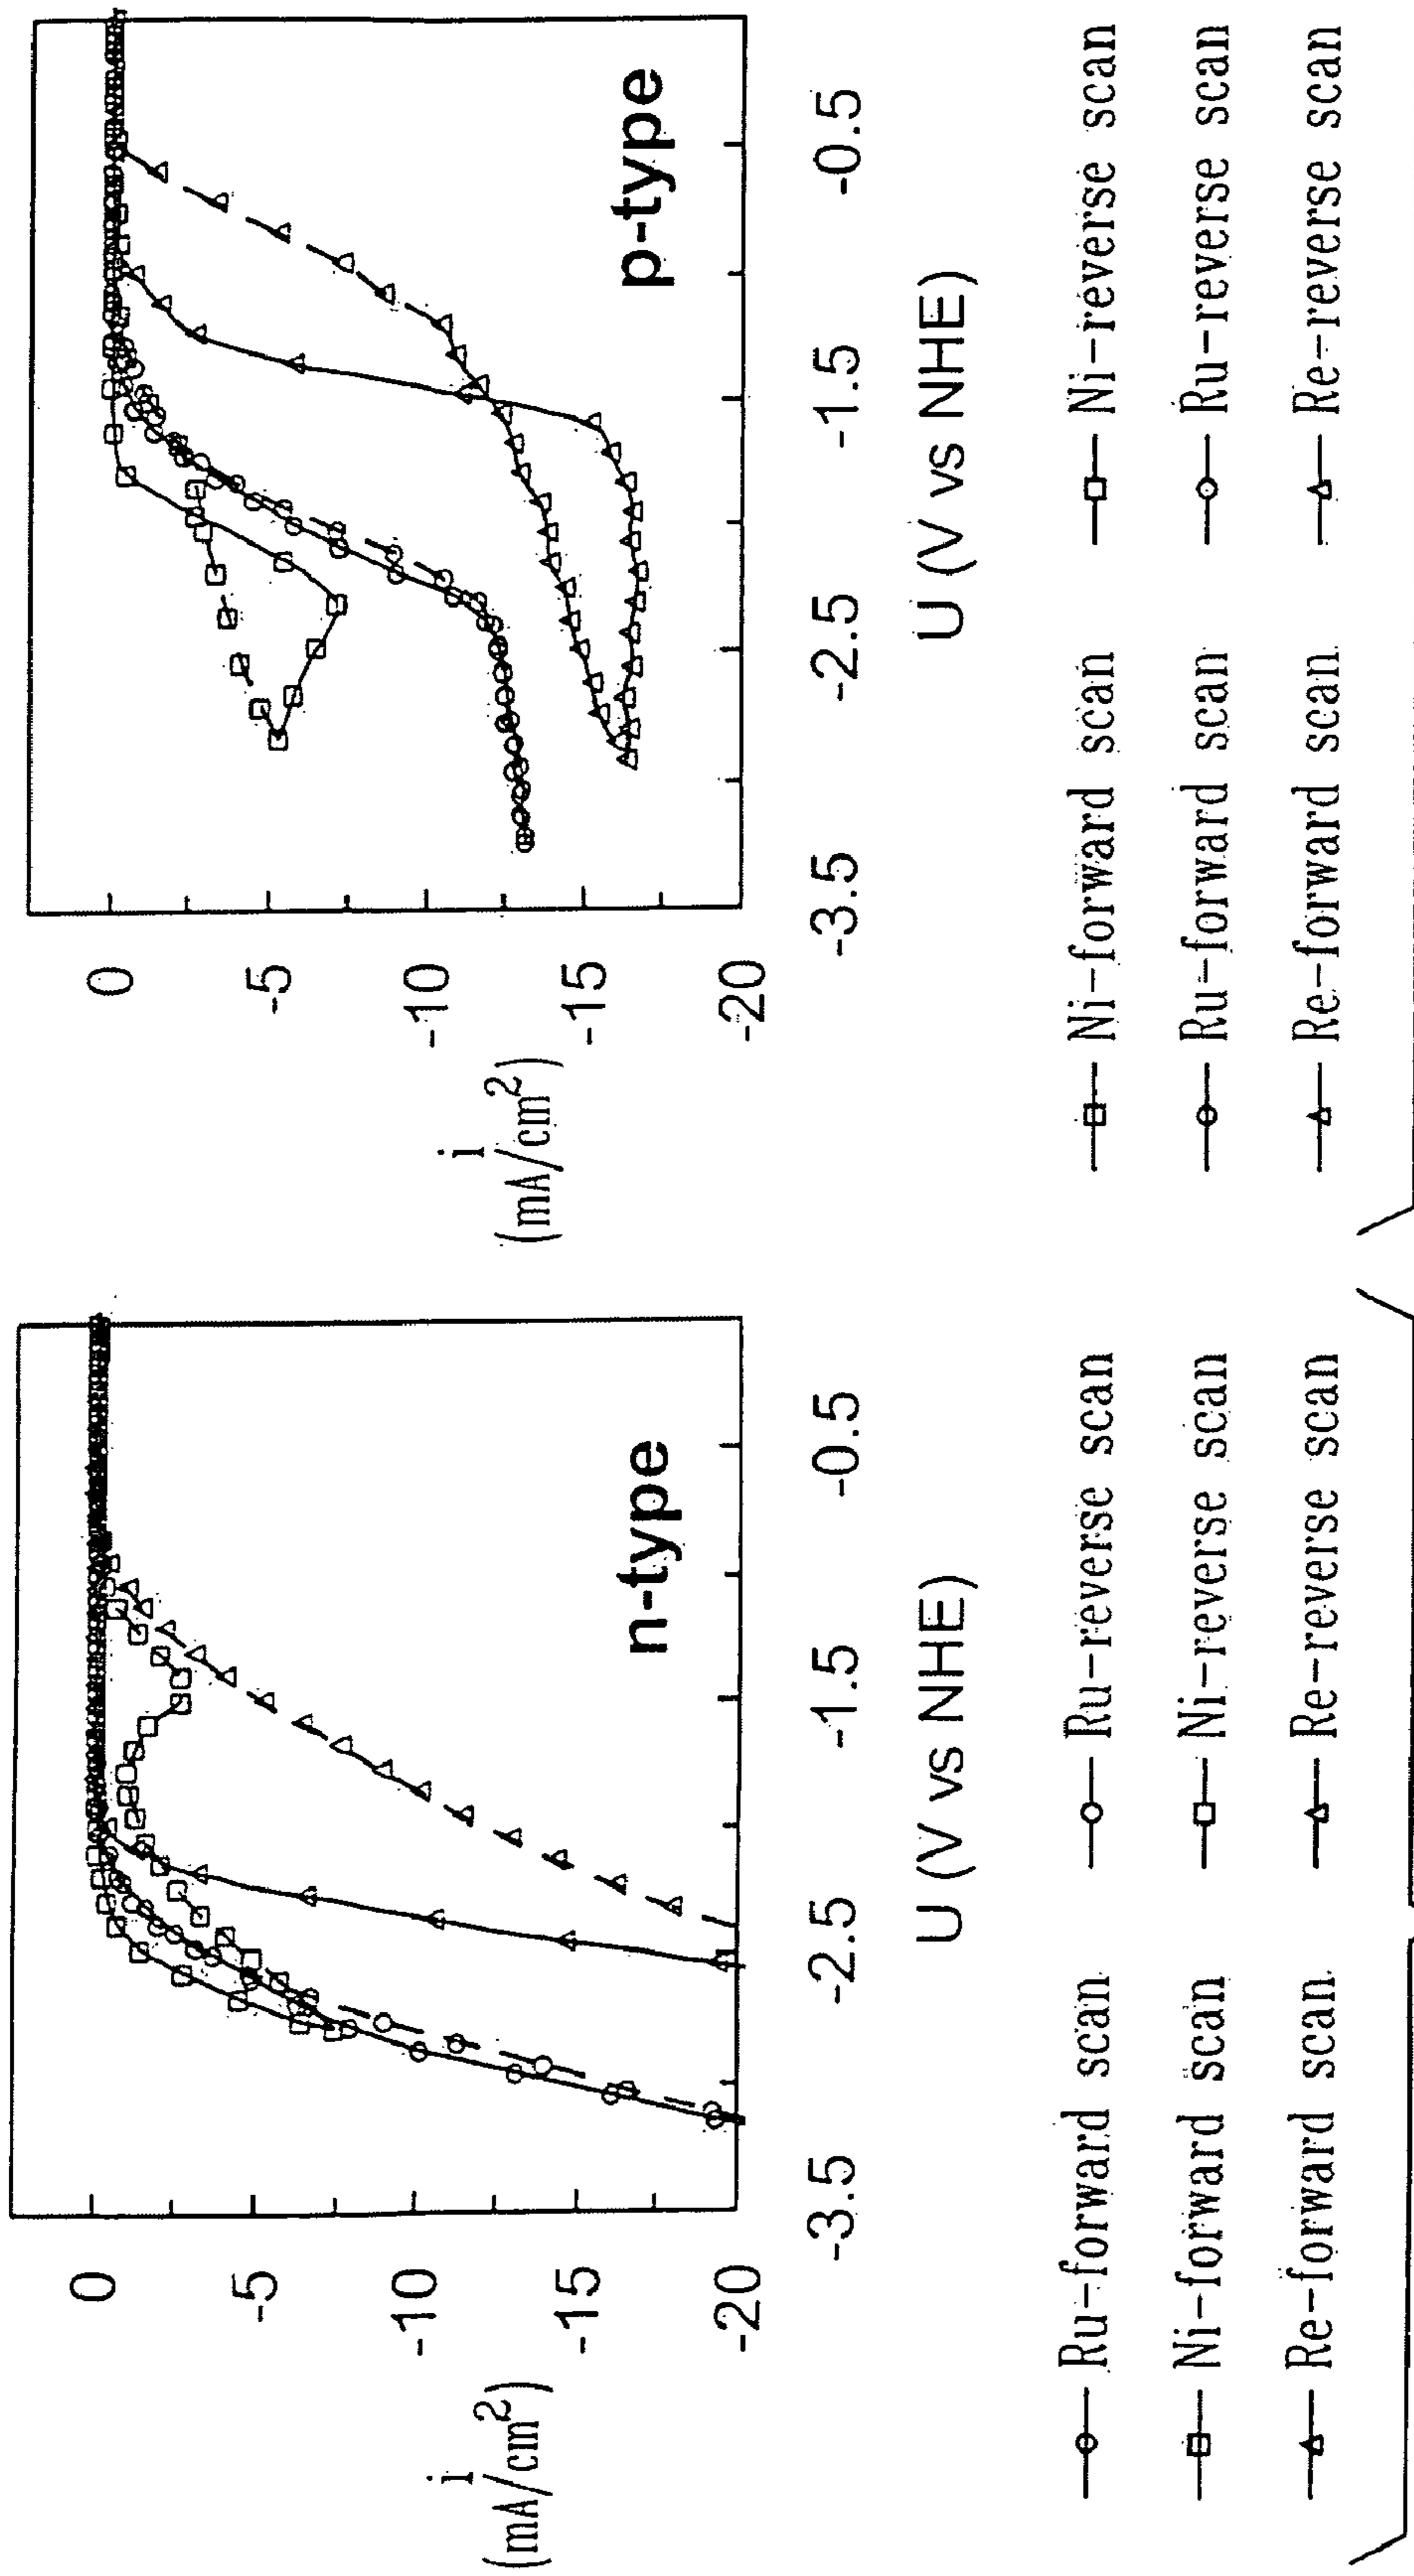 0
-5
-10
-15
-20
i
(mA/cm²)
n-type
-3.5
-2.5
-1.5
-0.5
U (V vs NHE)
Ru-forward scan
Ru-reverse scan
Ni-forward scan
Ni-reverse scan
Re-forward scan
Re-reverse scan
0
-5
-10
-15
-20
i
(mA/cm²)
p-type
-3.5
-2.5
-1.5
-0.5
U (V vs NHE)
Ni-forward scan
Ni-reverse scan
Ru-forward scan
Ru-reverse scan
Re-forward scan
Re-reverse scan